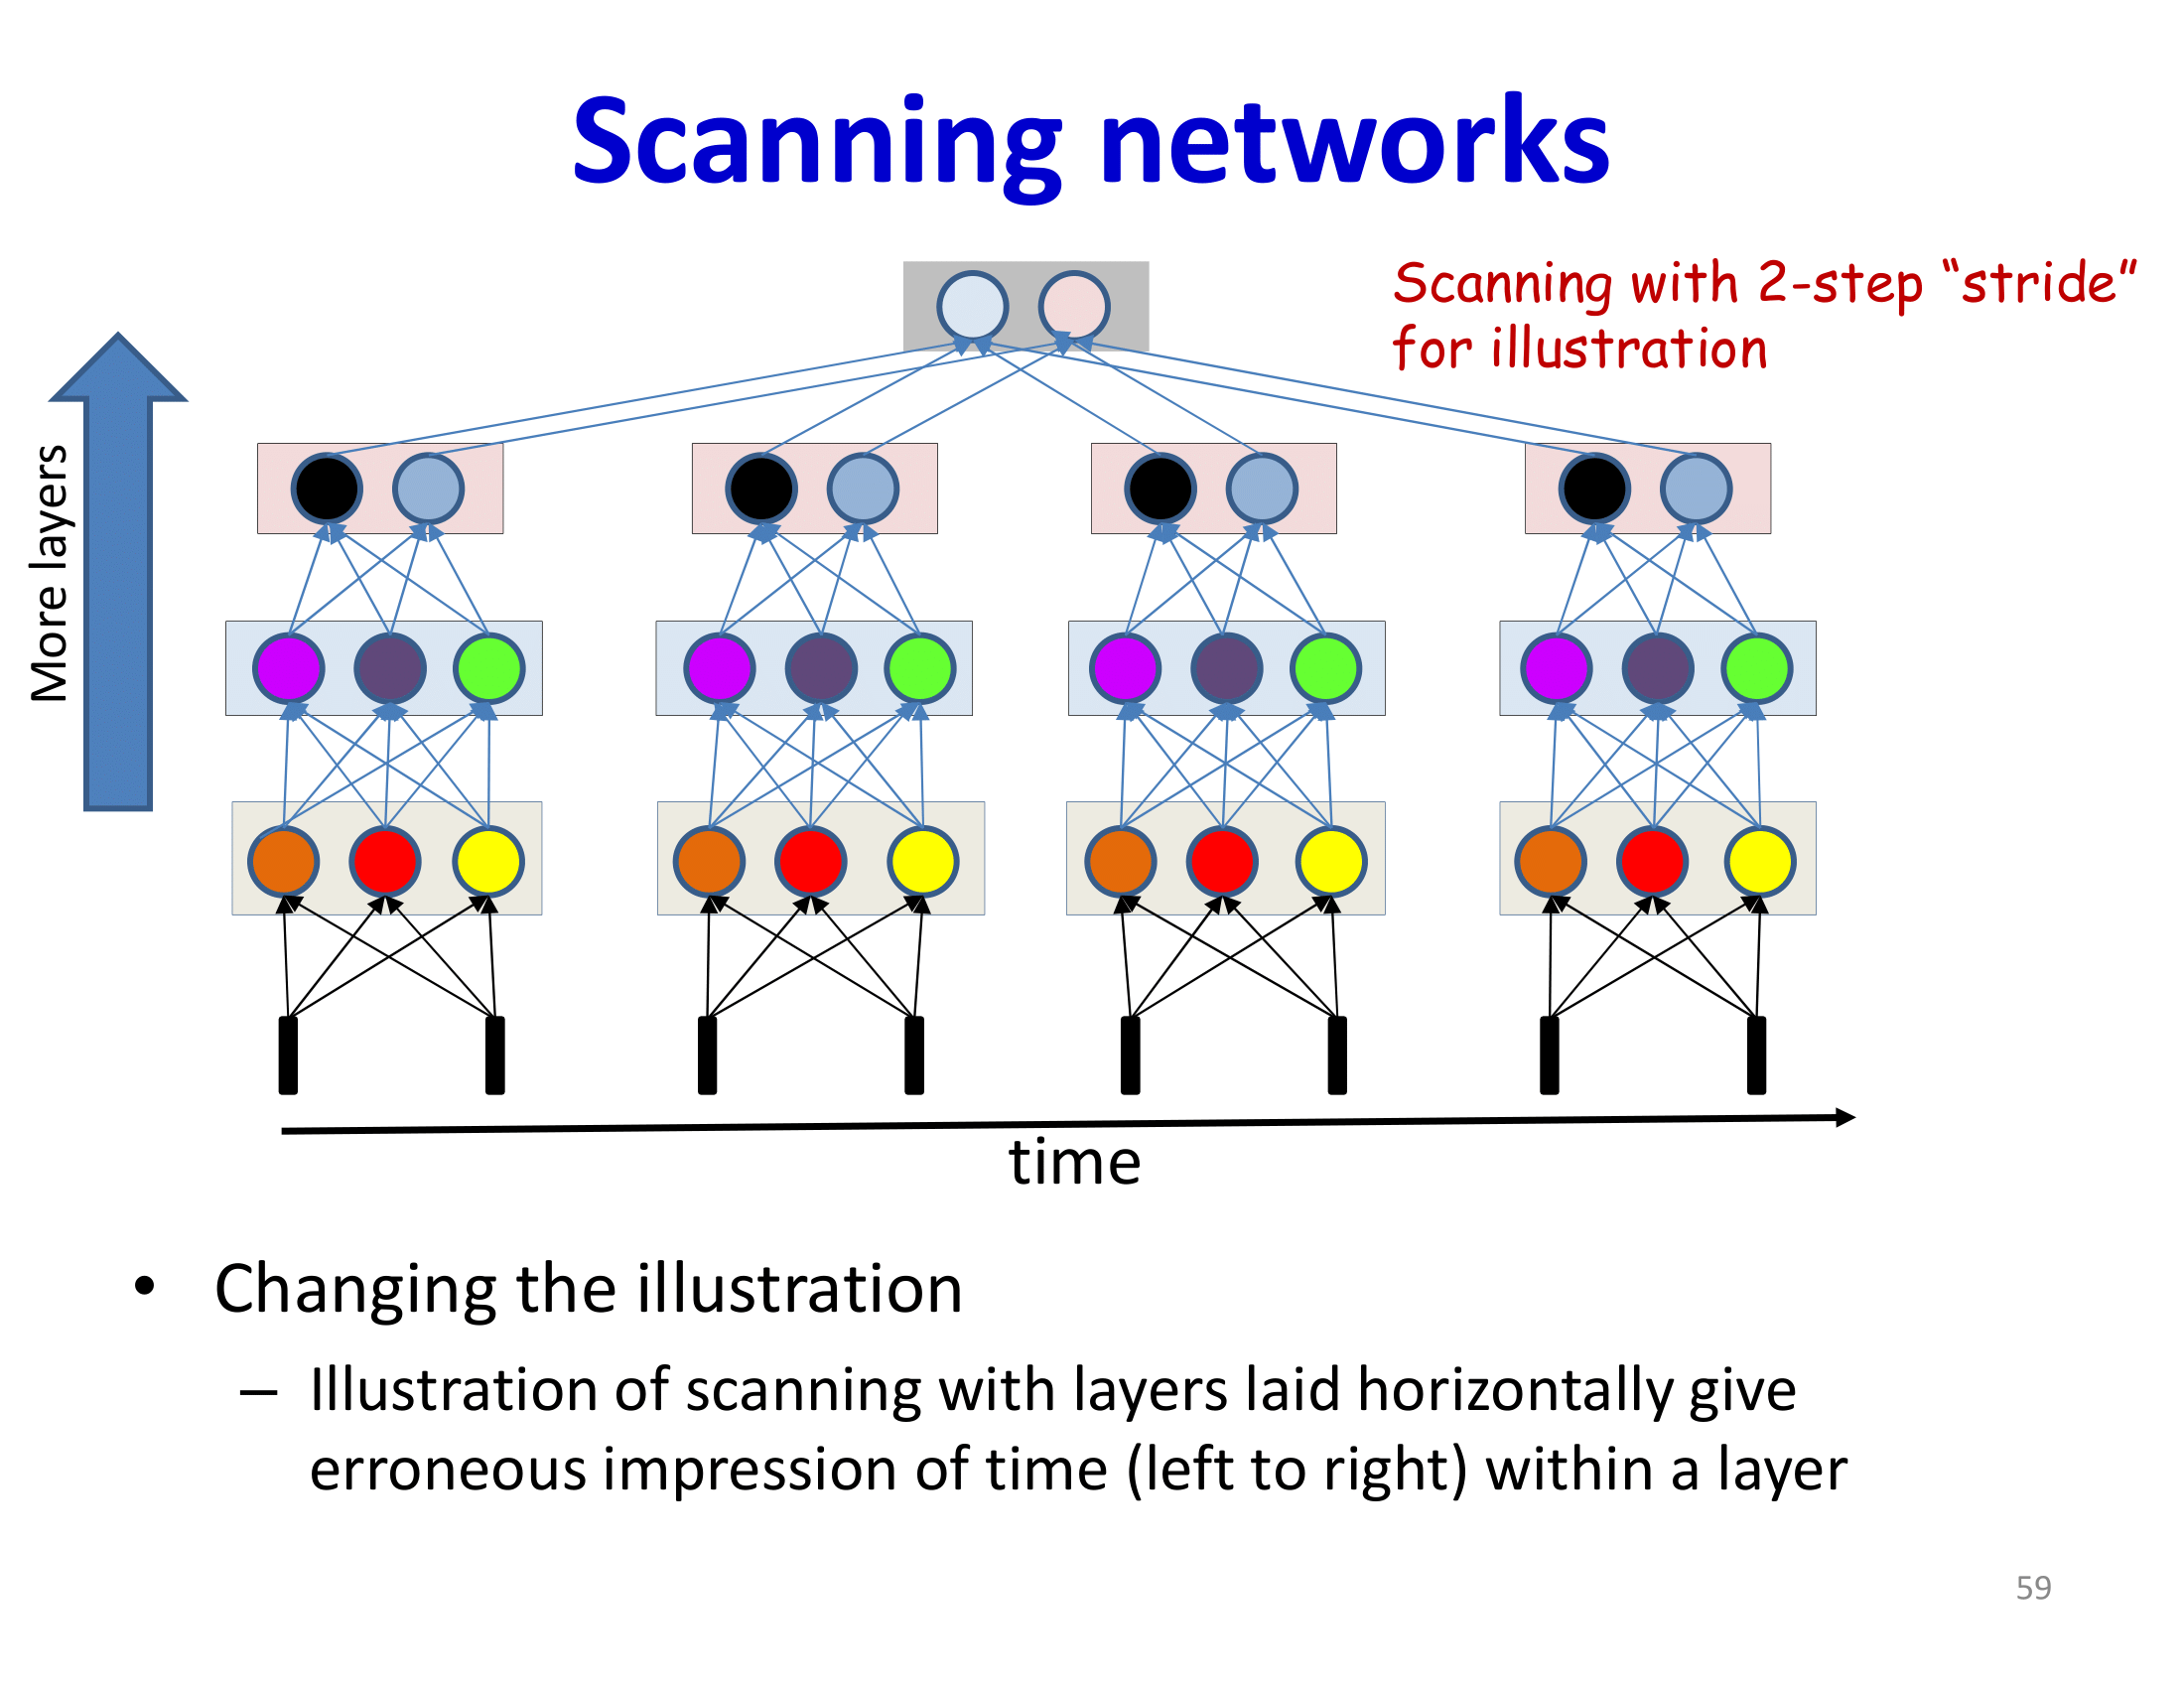 Scanning networks
Scanning with 2-step “stride“
for illustration
More layers
time
• Changing the illustration
– Illustration of scanning with layers laid horizontally give
erroneous impression of time (left to right) within a layer
59